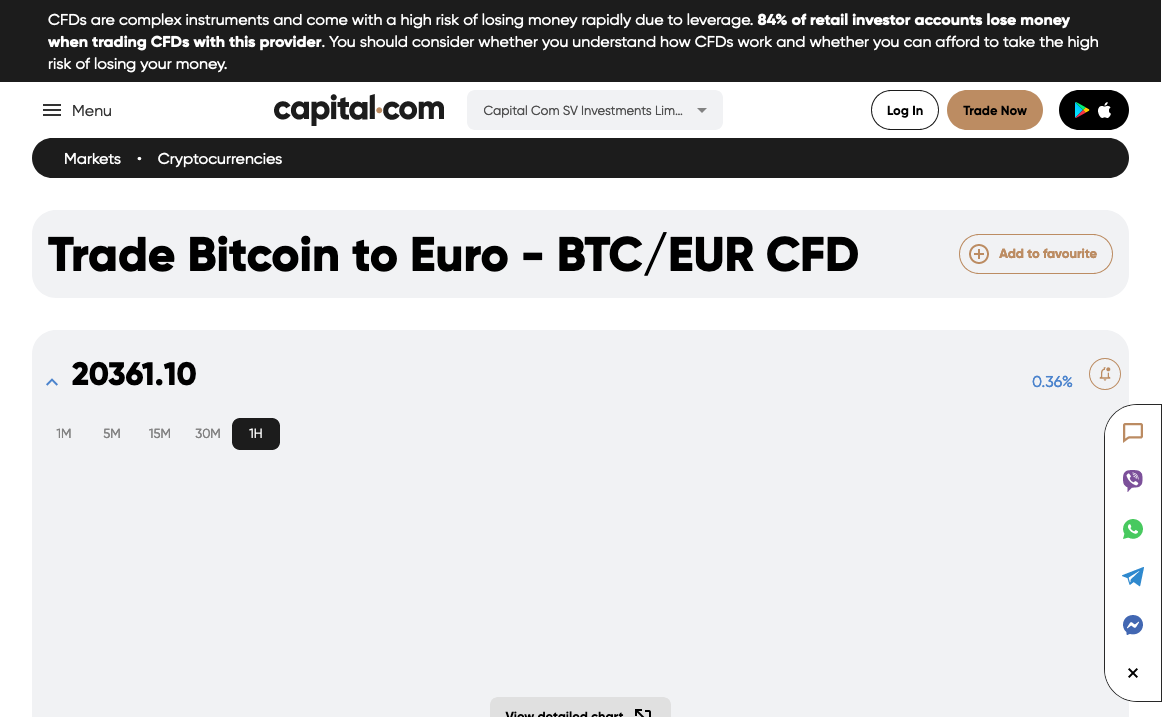 CFDs are complex instruments and come with a high risk of losing money rapidly due to leverage. 84% of retail investor accounts lose money
when trading CFDs with this provider. You should consider whether you understand how CFDs work and whether you can afford to take the high
risk of losing your money.
Menu
capital.com
Capital Com SV Investments Lim...
Log In
Trade Now
Markets • Cryptocurrencies
Trade Bitcoin to Euro - BTC/EUR CFD
Add to favourite
20361.10
0.36%
1M 5M 15M 30M 1H
View detailed chart